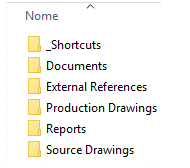 Nome
_Shortcuts
Documents
External References
Production Drawings
Reports
Source Drawings